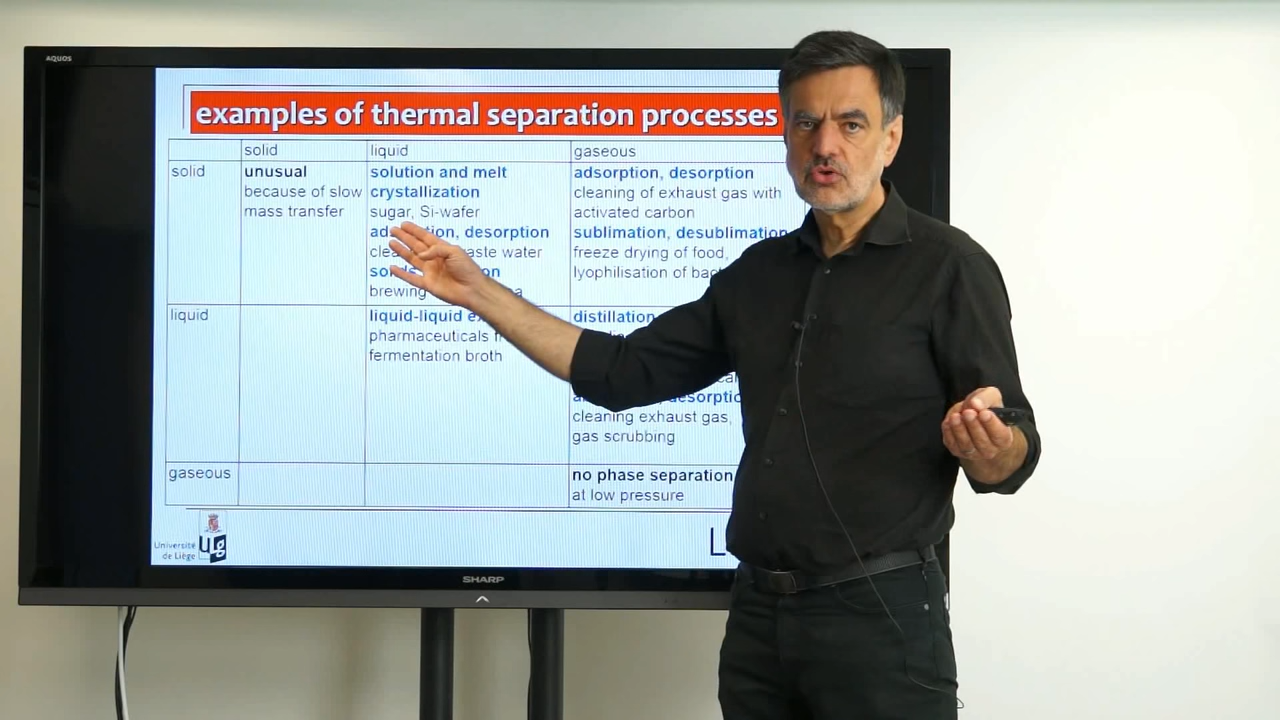 AQUOS
examples of thermal separation processes
solid liquid gaseous
solid
unusual
because of slow
mass transfer
solution and melt
crystallization
sugar, Si-wafer
desorption
waste water
brewing
adsorption, desorption
cleaning of exhaust gas with
activated carbon
sublimation, desublimation
freeze drying of food,
lyophilisation of
liquid
liquid-liquid
pharmaceuticals
fermentation broth
distillation
cleaning exhaust gas,
gas scrubbing
gaseous
no phase separation
at low pressure
Université
de Liège
ULg
SHARP